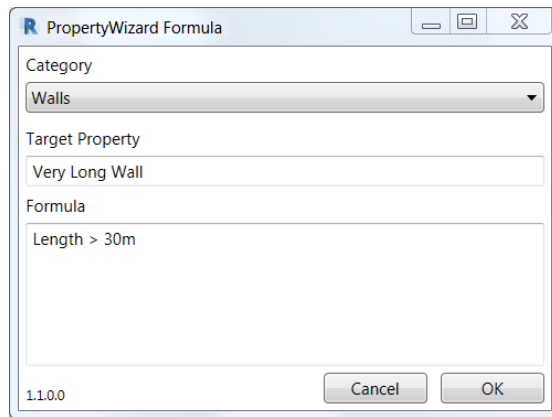 PropertyWizard Formula
Category
Walls
Target Property
Very Long Wall
Formula
Length > 30m
1.1.0.0
Cancel
OK